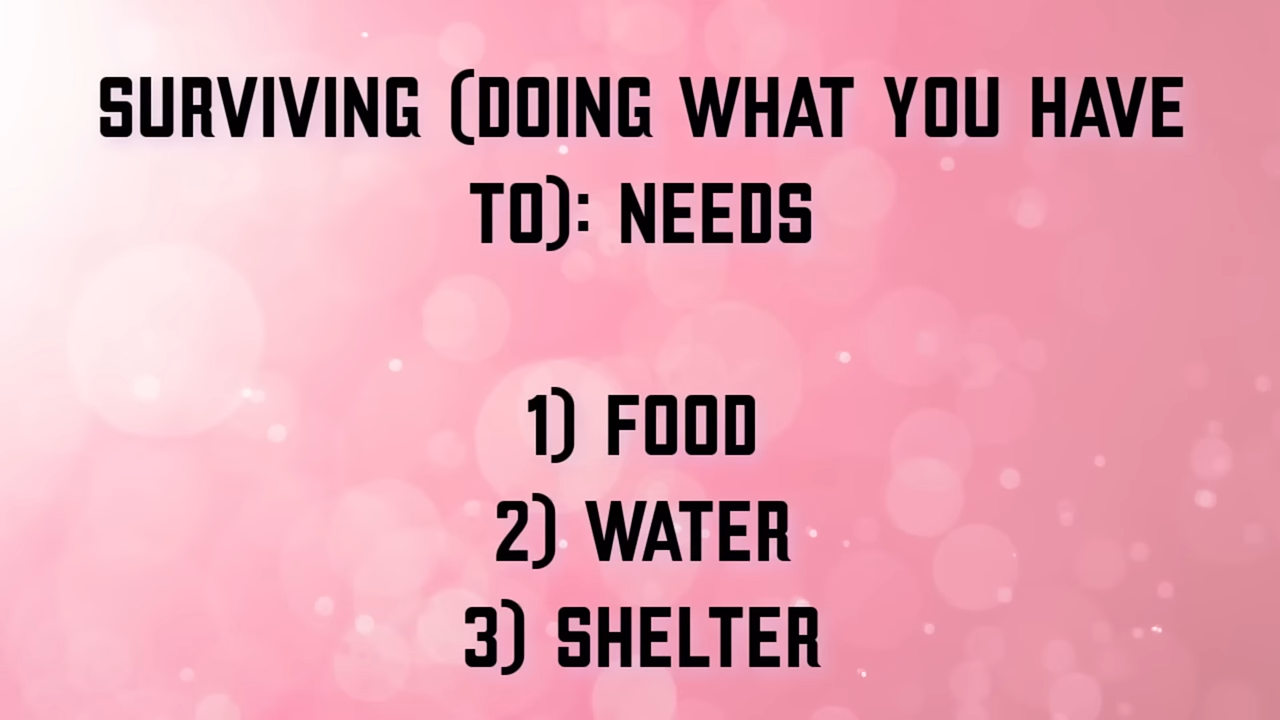 SURVIVING (DOING WHAT YOU HAVE
TO): NEEDS
1) FOOD
2) WATER
3) SHELTER